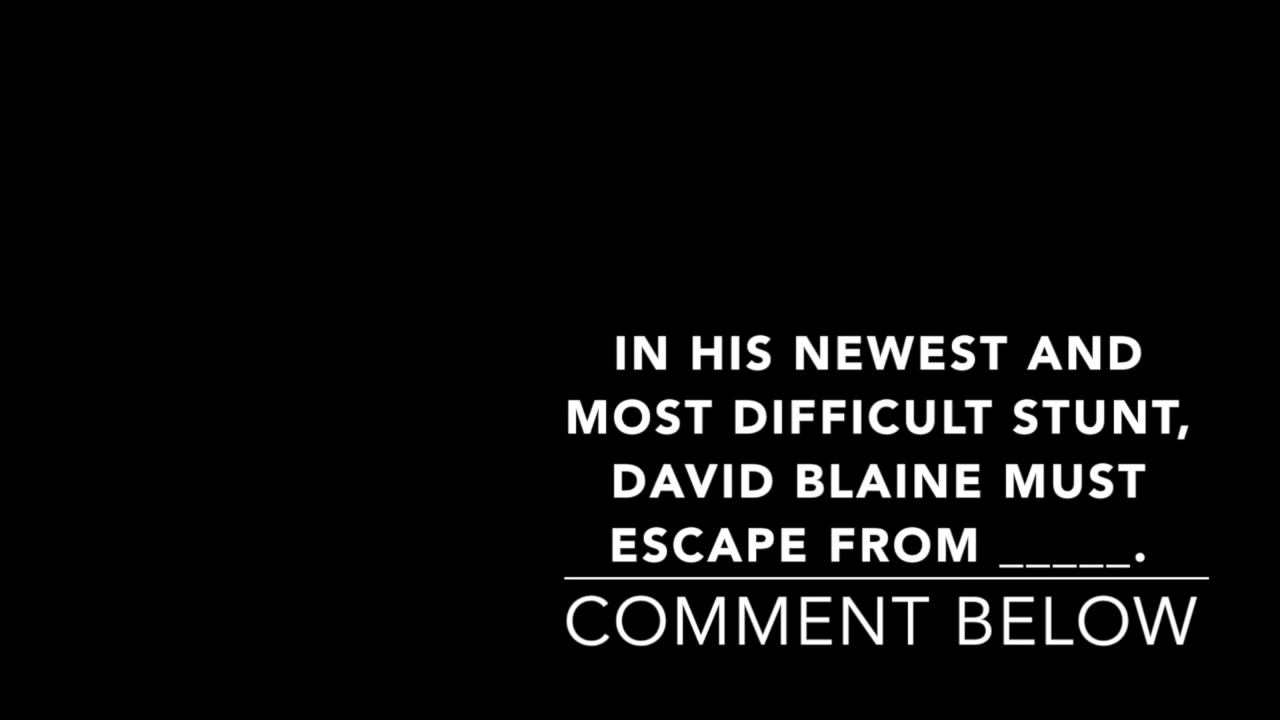 IN HIS NEWEST AND
MOST DIFFICULT STUNT,
DAVID BLAINE MUST
ESCAPE FROM _____.
COMMENT BELOW